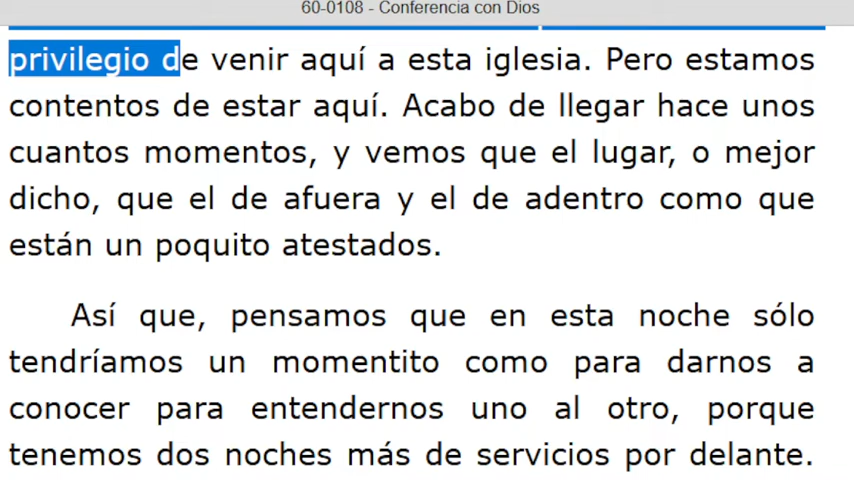 60-0108 - Conferencia con Dios
privilegio de venir aquí a esta iglesia. Pero estamos
contentos de estar aquí. Acabo de llegar hace unos
cuantos momentos, y vemos que el lugar, o mejor
dicho, que el de afuera y el de adentro como que
están un poquito atestados.
Así que, pensamos que en esta noche sólo
tendríamos un momentito como para darnos a
conocer para entendernos uno al otro, porque
tenemos dos noches más de servicios por delante.